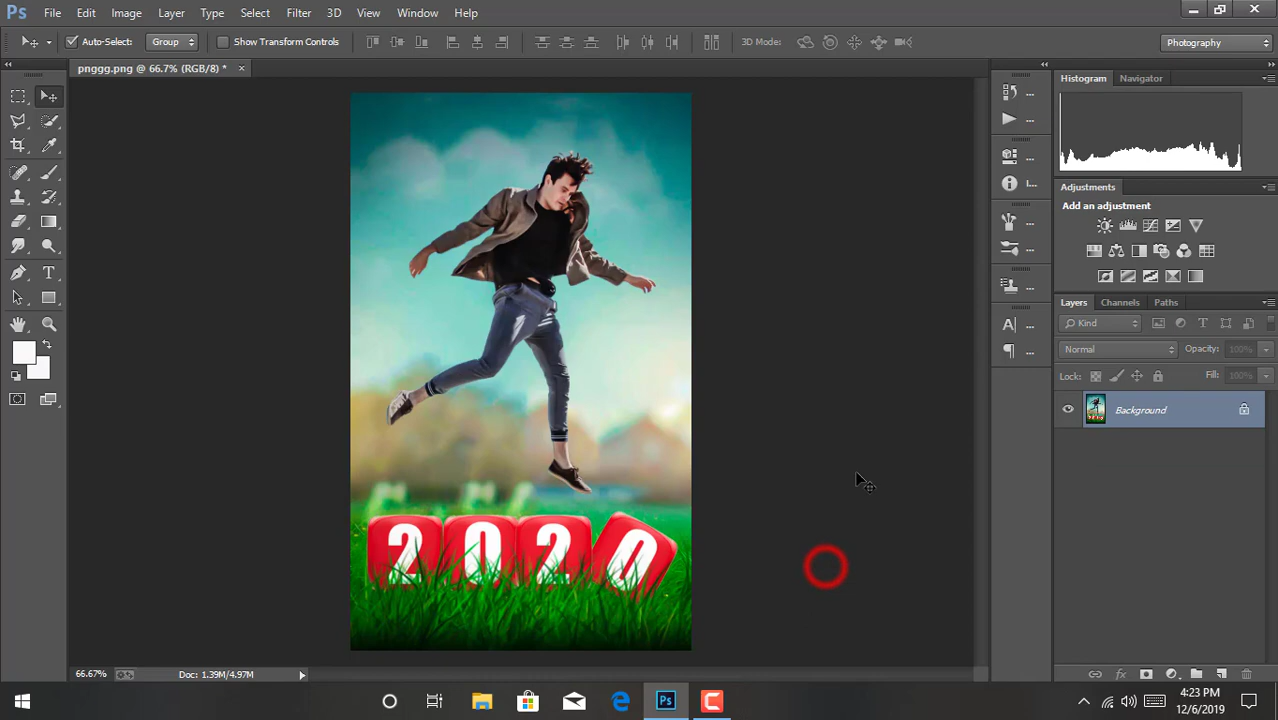 Ps File Edit Image Layer Type Select Filter 3D View Window Help
Auto-Select: Group Show Transform Controls 3D Mode: Photography
pnggg.png @ 66.7% (RGB/8) * ×
Histogram Navigator
Adjustments
Add an adjustment
Layers Channels Paths
Kind
Normal Opacity: 100%
Lock: Fill: 100%
Background
2020
66.67% Doc: 1.39M/4.97M
4:23 PM
12/6/2019